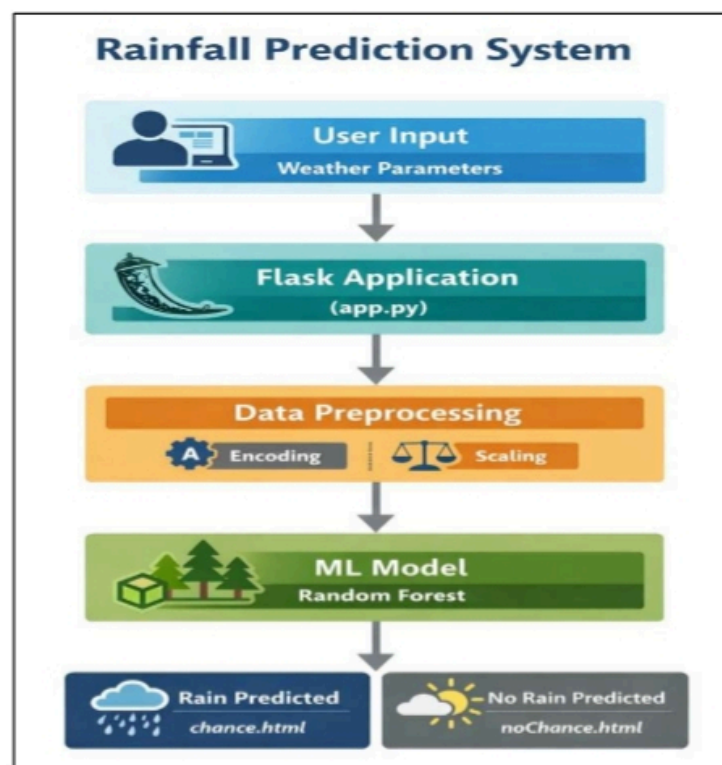 Rainfall Prediction System
User Input
Weather Parameters
Flask Application
(app.py)
Data Preprocessing
A Encoding
Scaling
ML Model
Random Forest
Rain Predicted
chance.html
No Rain Predicted
noChance.html